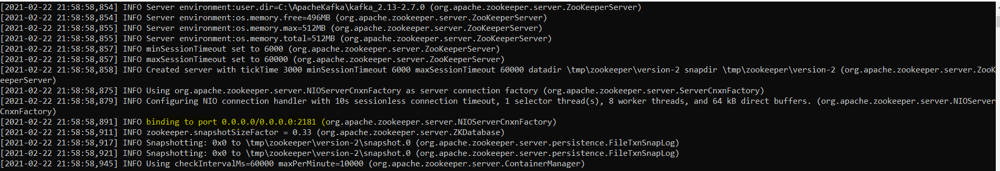 [2021-02-22 21:58:58,854] INFO Server environment:user.dir=C:\ApacheKafka\kafka_2.13-2.7.0 (org.apache.zookeeper.server.ZooKeeperServer)
[2021-02-22 21:58:58,854] INFO Server environment:os.memory.free=496MB (org.apache.zookeeper.server.ZooKeeperServer)
[2021-02-22 21:58:58,855] INFO Server environment:os.memory.max=512MB (org.apache.zookeeper.server.ZooKeeperServer)
[2021-02-22 21:58:58,855] INFO Server environment:os.memory.total=512MB (org.apache.zookeeper.server.ZooKeeperServer)
[2021-02-22 21:58:58,857] INFO minSessionTimeout set to 6000 (org.apache.zookeeper.server.ZooKeeperServer)
[2021-02-22 21:58:58,857] INFO maxSessionTimeout set to 60000 (org.apache.zookeeper.server.ZooKeeperServer)
[2021-02-22 21:58:58,858] INFO Created server with tickTime 3000 minSessionTimeout 6000 maxSessionTimeout 60000 datadir \tmp\zookeeper\version-2 snapdir \tmp\zookeeper\version-2 (org.apache.zookeeper.server.ZooK
eeperServer)
[2021-02-22 21:58:58,875] INFO Using org.apache.zookeeper.server.NIOServerCnxnFactory as server connection factory (org.apache.zookeeper.server.ServerCnxnFactory)
[2021-02-22 21:58:58,879] INFO Configuring NIO connection handler with 10s sessionless connection timeout, 1 selector thread(s), 8 worker threads, and 64 kB direct buffers. (org.apache.zookeeper.server.NIOServer
CnxnFactory)
[2021-02-22 21:58:58,891] INFO binding to port 0.0.0.0/0.0.0.0:2181 (org.apache.zookeeper.server.NIOServerCnxnFactory)
[2021-02-22 21:58:58,911] INFO zookeeper.snapshotSizeFactor = 0.33 (org.apache.zookeeper.server.ZKDatabase)
[2021-02-22 21:58:58,917] INFO Snapshotting: 0x0 to \tmp\zookeeper\version-2\snapshot.0 (org.apache.zookeeper.server.persistence.FileTxnSnapLog)
[2021-02-22 21:58:58,921] INFO Snapshotting: 0x0 to \tmp\zookeeper\version-2\snapshot.0 (org.apache.zookeeper.server.persistence.FileTxnSnapLog)
[2021-02-22 21:58:58,945] INFO Using checkIntervalMs=60000 maxPerMinute=10000 (org.apache.zookeeper.server.ContainerManager)